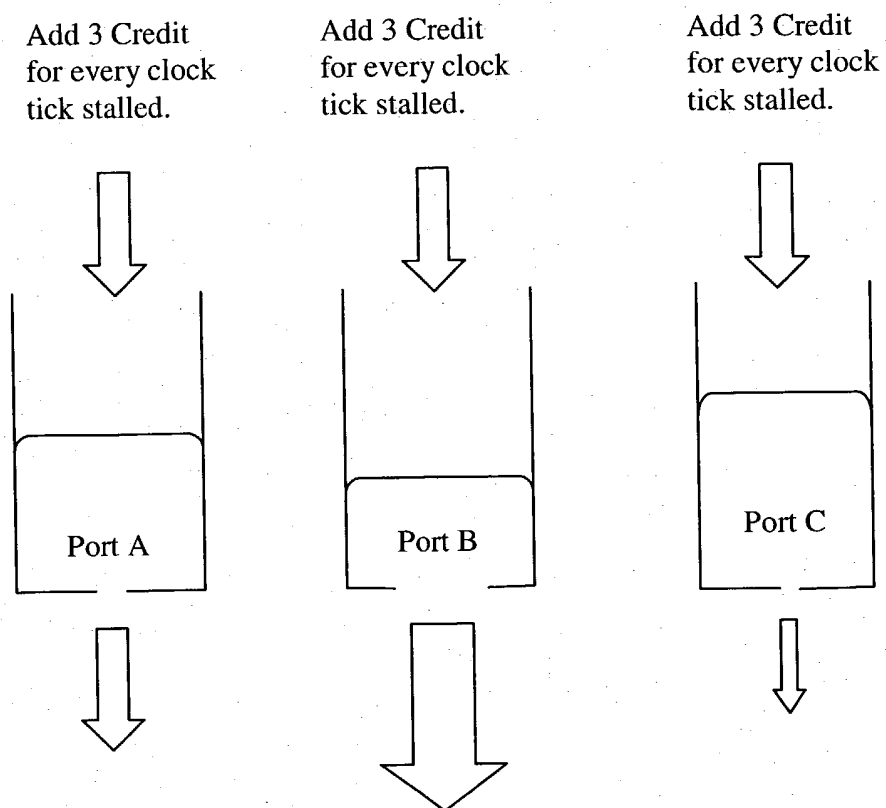 Add 3 Credit
for every clock
tick stalled.
Add 3 Credit
for every clock
tick stalled.
Add 3 Credit
for every clock
tick stalled.
Port A
Port B
Port C